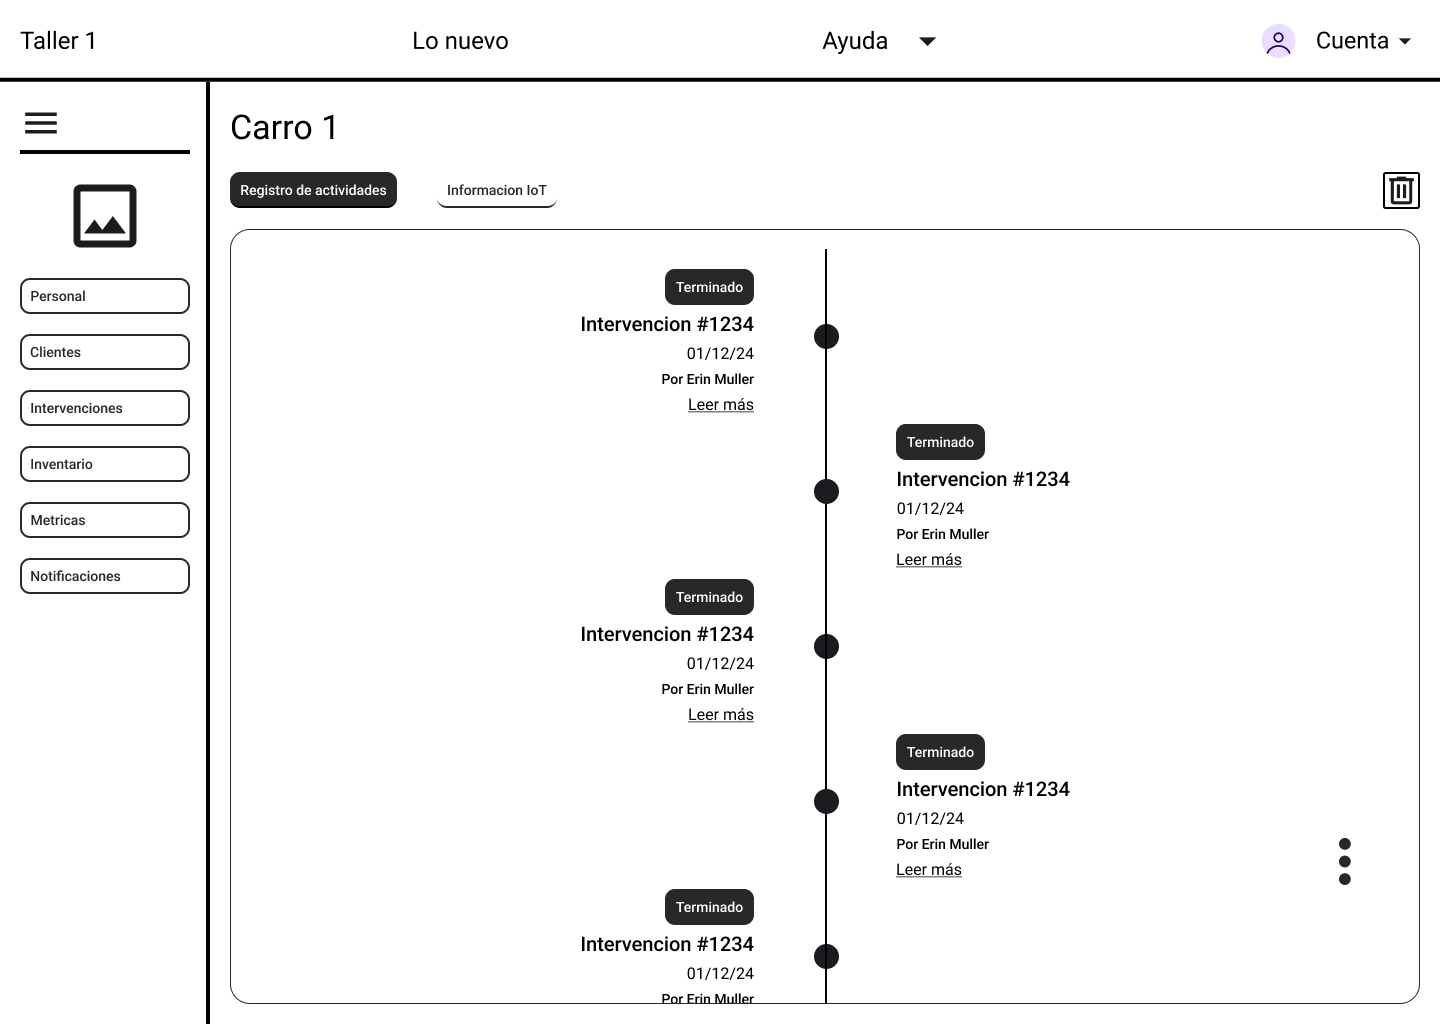 Taller 1
Lo nuevo
Ayuda
Cuenta
Carro 1
Registro de actividades
Informacion IoT
Personal
Clientes
Intervenciones
Inventario
Metricas
Notificaciones
Terminado
Intervencion #1234
01/12/24
Por Erin Muller
Leer más
Terminado
Intervencion #1234
01/12/24
Por Erin Muller
Leer más
Terminado
Intervencion #1234
01/12/24
Por Erin Muller
Leer más
Terminado
Intervencion #1234
01/12/24
Por Erin Muller
Leer más
Terminado
Intervencion #1234
01/12/24
Por Erin Muller